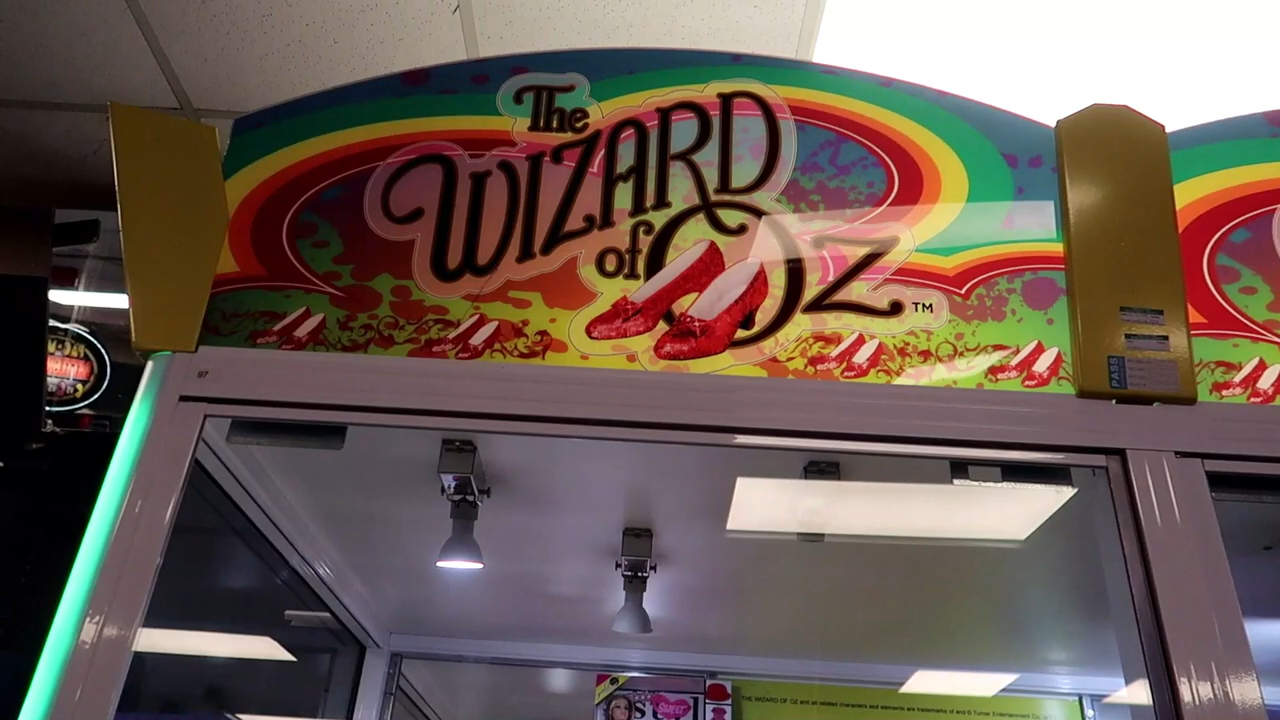 The
WIZARD
of OZ ™
PASS
THE WIZARD OF OZ and all related characters and elements are trademarks of and © Turner Entertainment Co.
SWEET